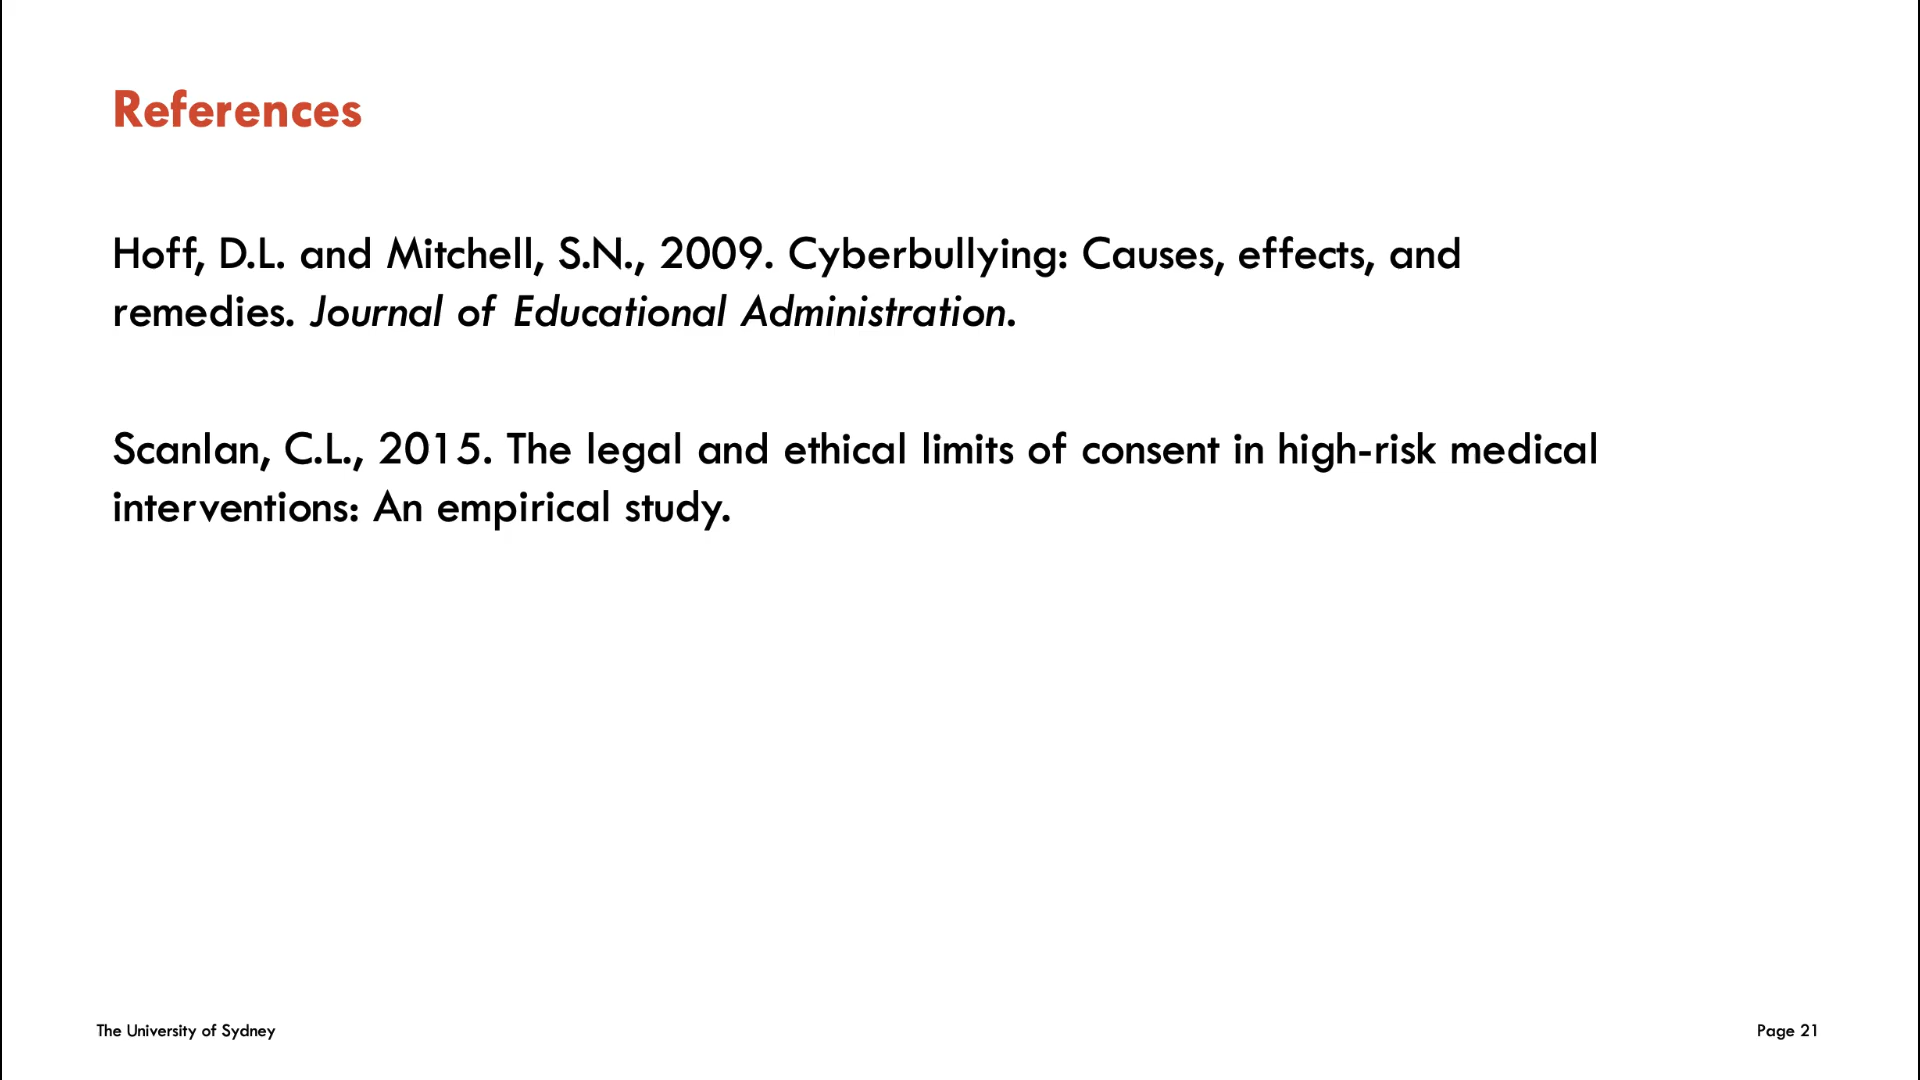 References
Hoff, D.L. and Mitchell, S.N., 2009. Cyberbullying: Causes, effects, and
remedies. Journal of Educational Administration.
Scanlan, C.L., 2015. The legal and ethical limits of consent in high-risk medical
interventions: An empirical study.
The University of Sydney
Page 21